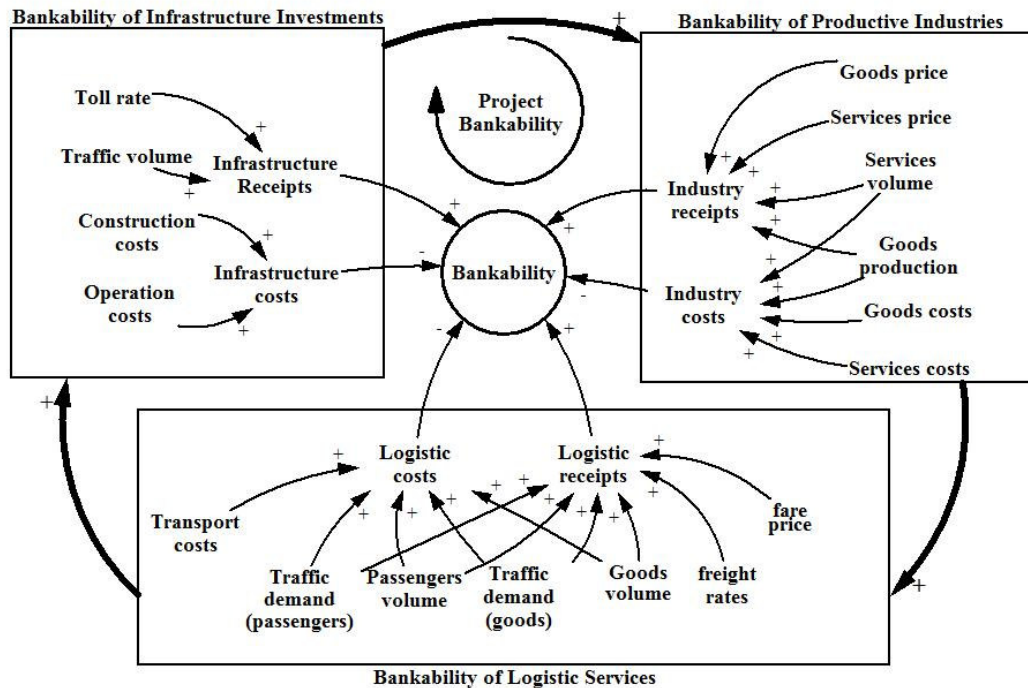 Bankability of Infrastructure Investments
Bankability of Productive Industries
+
Project
Bankability
Toll rate
+
Traffic volume
+
Infrastructure
Receipts
+
Construction
costs
+
Infrastructure
costs
-
Operation
costs
+
Bankability
Goods price
Services price
+
+
Services
volume
+
Industry
receipts
+
+
Goods
production
+
Industry
costs
-
+
+
Goods costs
+
Services costs
+
+
+
-
+
Logistic
costs
Logistic
receipts
+
+
+
+
+
+
+
+
+
+
+
+
Transport
costs
fare
price
Traffic
demand
(passengers)
Passengers
volume
Traffic
demand
(goods)
Goods
volume
freight
rates
Bankability of Logistic Services